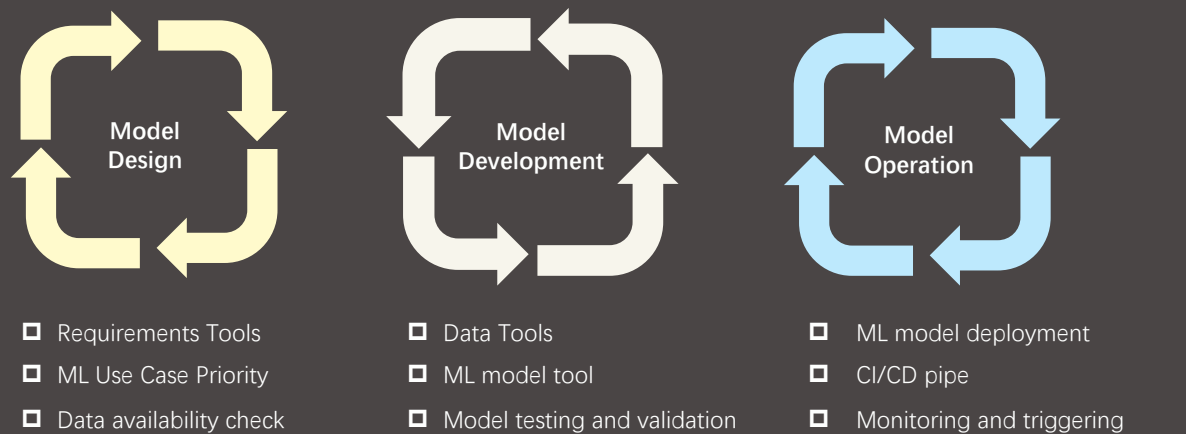 Model
Design
Model
Development
Model
Operation
Requirements Tools
ML Use Case Priority
Data availability check
Data Tools
ML model tool
Model testing and validation
ML model deployment
CI/CD pipe
Monitoring and triggering